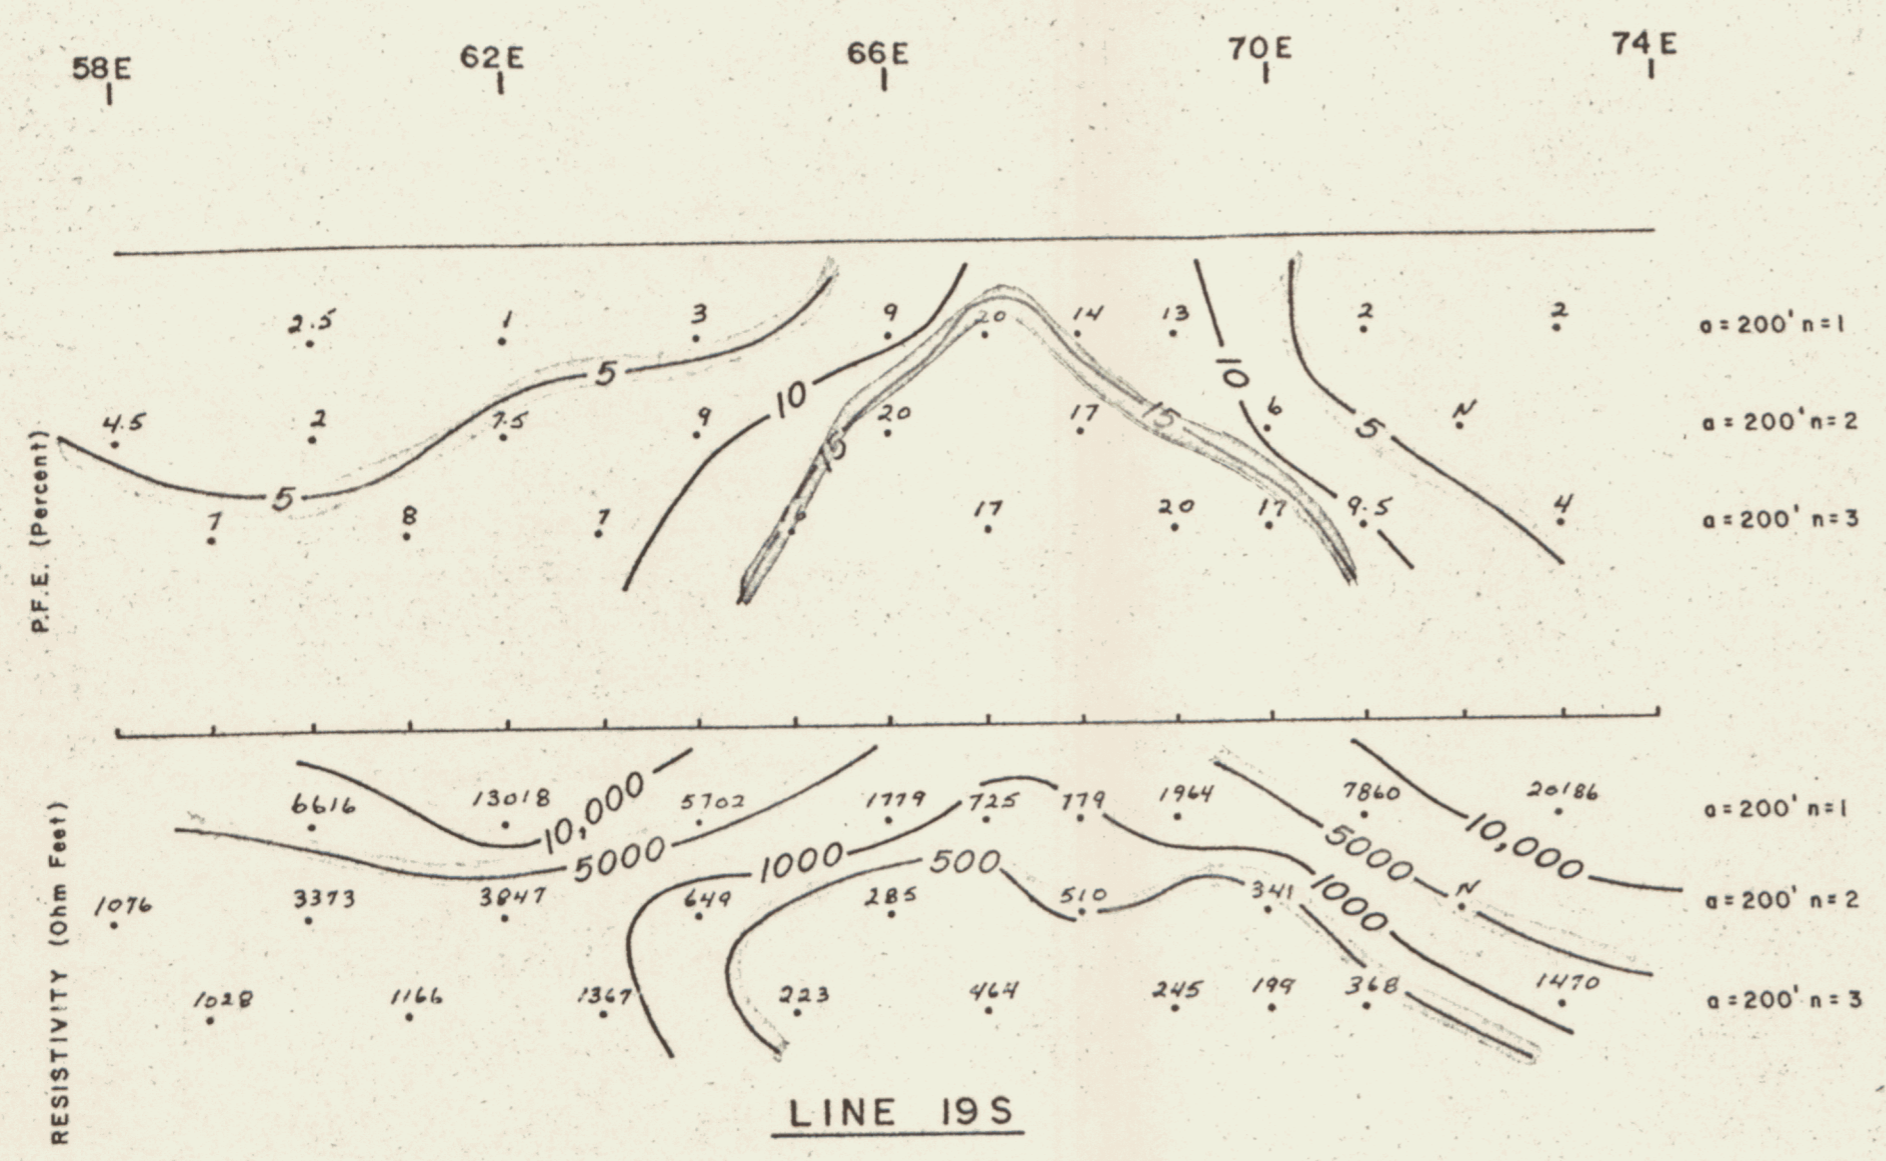 58E 62E 66E 70E 74E
2.5 1 3 9 20 14 13 2 2 a=200' n=1
5 10 10
4.5 2 7.5 9 20 17 15 6 5 N a=200' n=2
15
5
7 8 7 17 20 17 9.5 4 a=200' n=3
P.F.E. (Percent)
6616 13018 10,000 5702 1779 725 779 1964 7860 20186 a=200' n=1
5000 1000 500 5000 10,000
1076 3373 3847 649 285 510 341 1000 N a=200' n=2
1028 1166 1367 223 464 245 199 368 1470 a=200' n=3
RESISTIVITY (Ohm Feet)
LINE 19S